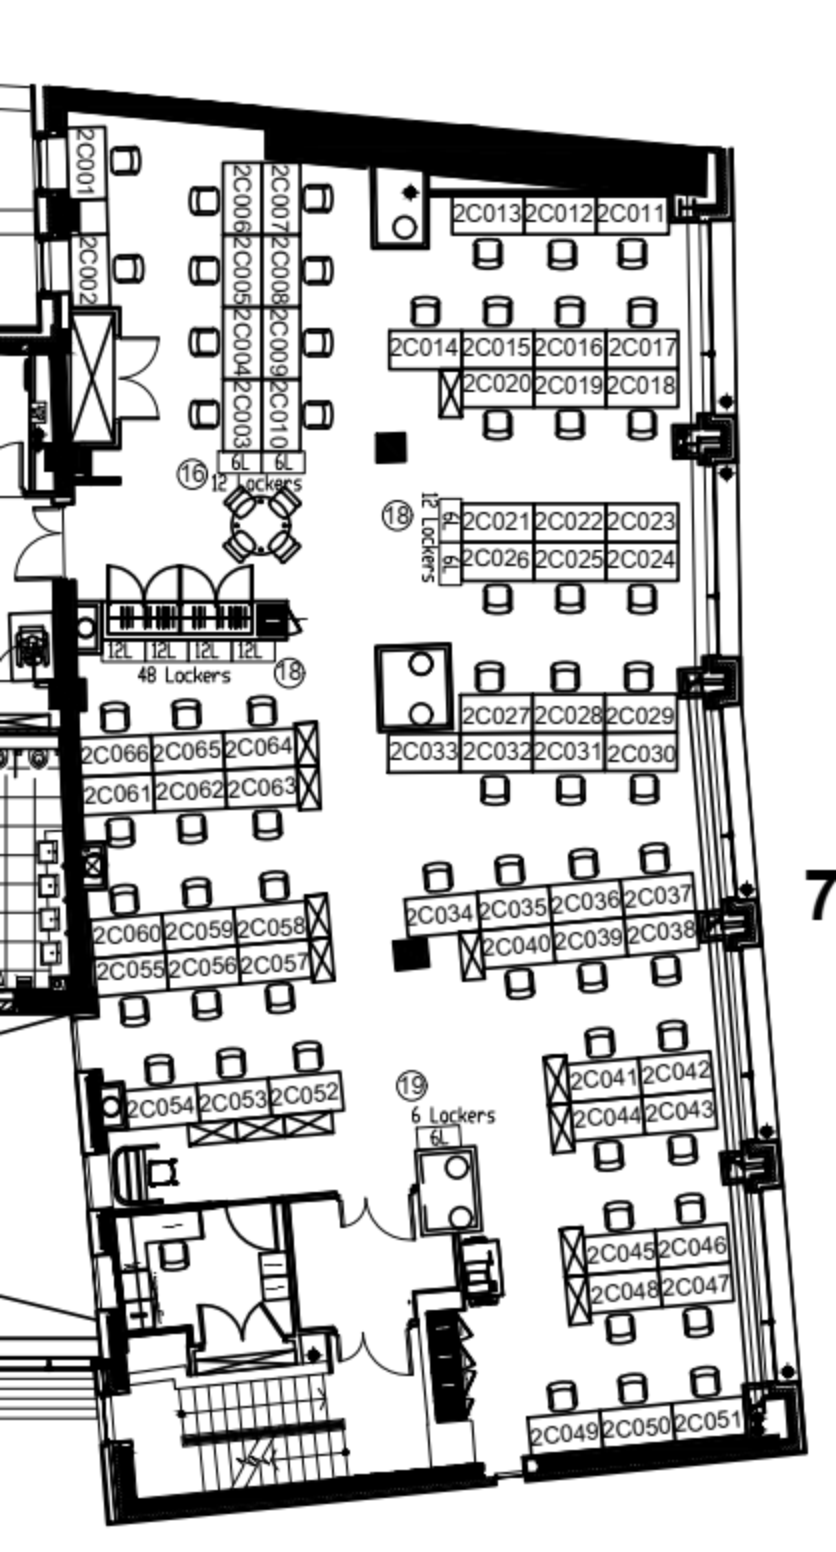 2C001
2C002
2C006 2C007
2C005 2C008
2C004 2C009
2C003 2C010
6L 6L
16 12 Lockers
2C013 2C012 2C011
2C014 2C015 2C016 2C017
2C020 2C019 2C018
18
12 Lockers
6L
6L
2C021 2C022 2C023
2C026 2C025 2C024
12L 12L 12L 12L
48 Lockers 18
2C027 2C028 2C029
2C033 2C032 2C031 2C030
2C066 2C065 2C064
2C061 2C062 2C063
2C034 2C035 2C036 2C037
2C040 2C039 2C038
7
2C060 2C059 2C058
2C055 2C056 2C057
2C054 2C053 2C052
19
6 Lockers
6L
2C041 2C042
2C044 2C043
2C045 2C046
2C048 2C047
2C049 2C050 2C051